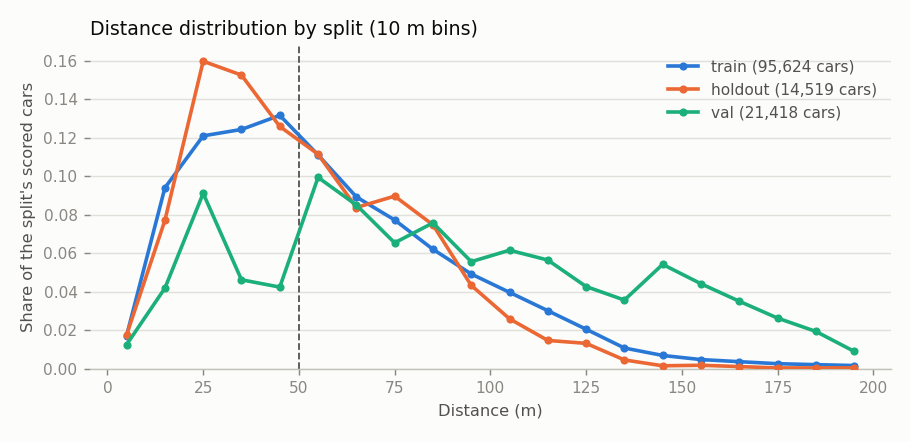 Distance distribution by split (10 m bins)
train (95,624 cars)
holdout (14,519 cars)
val (21,418 cars)
Share of the split's scored cars
0.16
0.14
0.12
0.10
0.08
0.06
0.04
0.02
0.00
0 25 50 75 100 125 150 175 200
Distance (m)